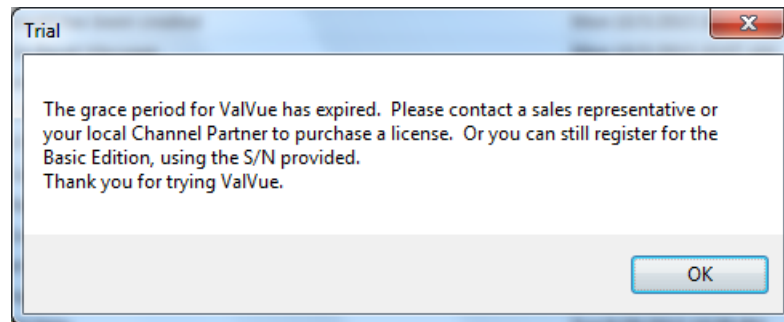 Trial
The grace period for ValVue has expired.  Please contact a sales representative or
your local Channel Partner to purchase a license.  Or you can still register for the
Basic Edition, using the S/N provided.
Thank you for trying ValVue.
OK